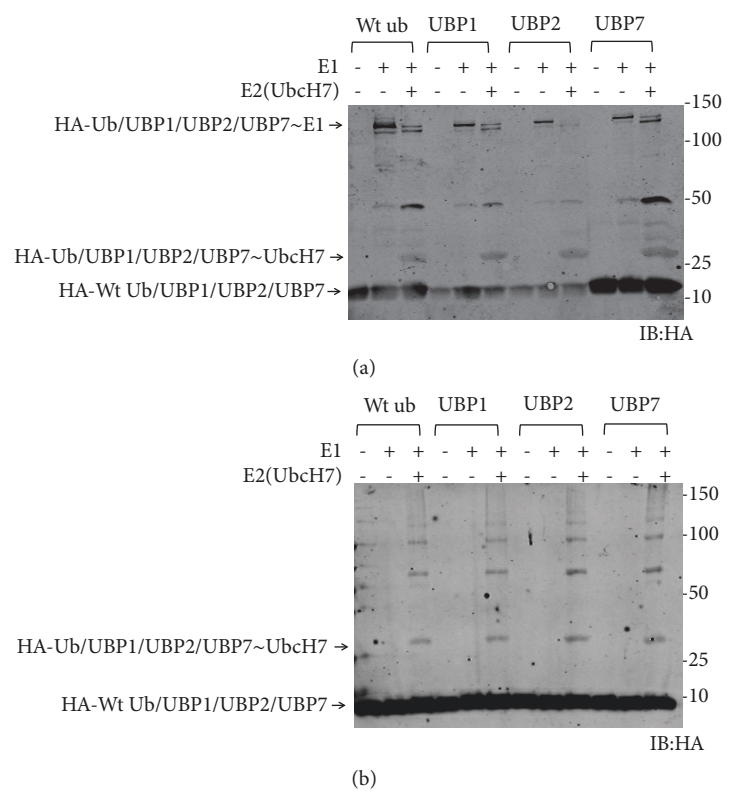 Wt ub UBP1 UBP2 UBP7
E1 - + + - + + - + + - + +
E2(UbcH7) - - + - - + - - + - - +
HA-Ub/UBP1/UBP2/UBP7~E1 → -150
-100
-50
HA-Ub/UBP1/UBP2/UBP7~UbcH7 → -25
HA-Wt Ub/UBP1/UBP2/UBP7 → -10
IB:HA
(a)
Wt ub UBP1 UBP2 UBP7
E1 - + + - + + - + + - + +
E2(UbcH7) - - + - - + - - + - - +
-150
-100
-50
HA-Ub/UBP1/UBP2/UBP7~UbcH7 → -25
HA-Wt Ub/UBP1/UBP2/UBP7 → -10
IB:HA
(b)